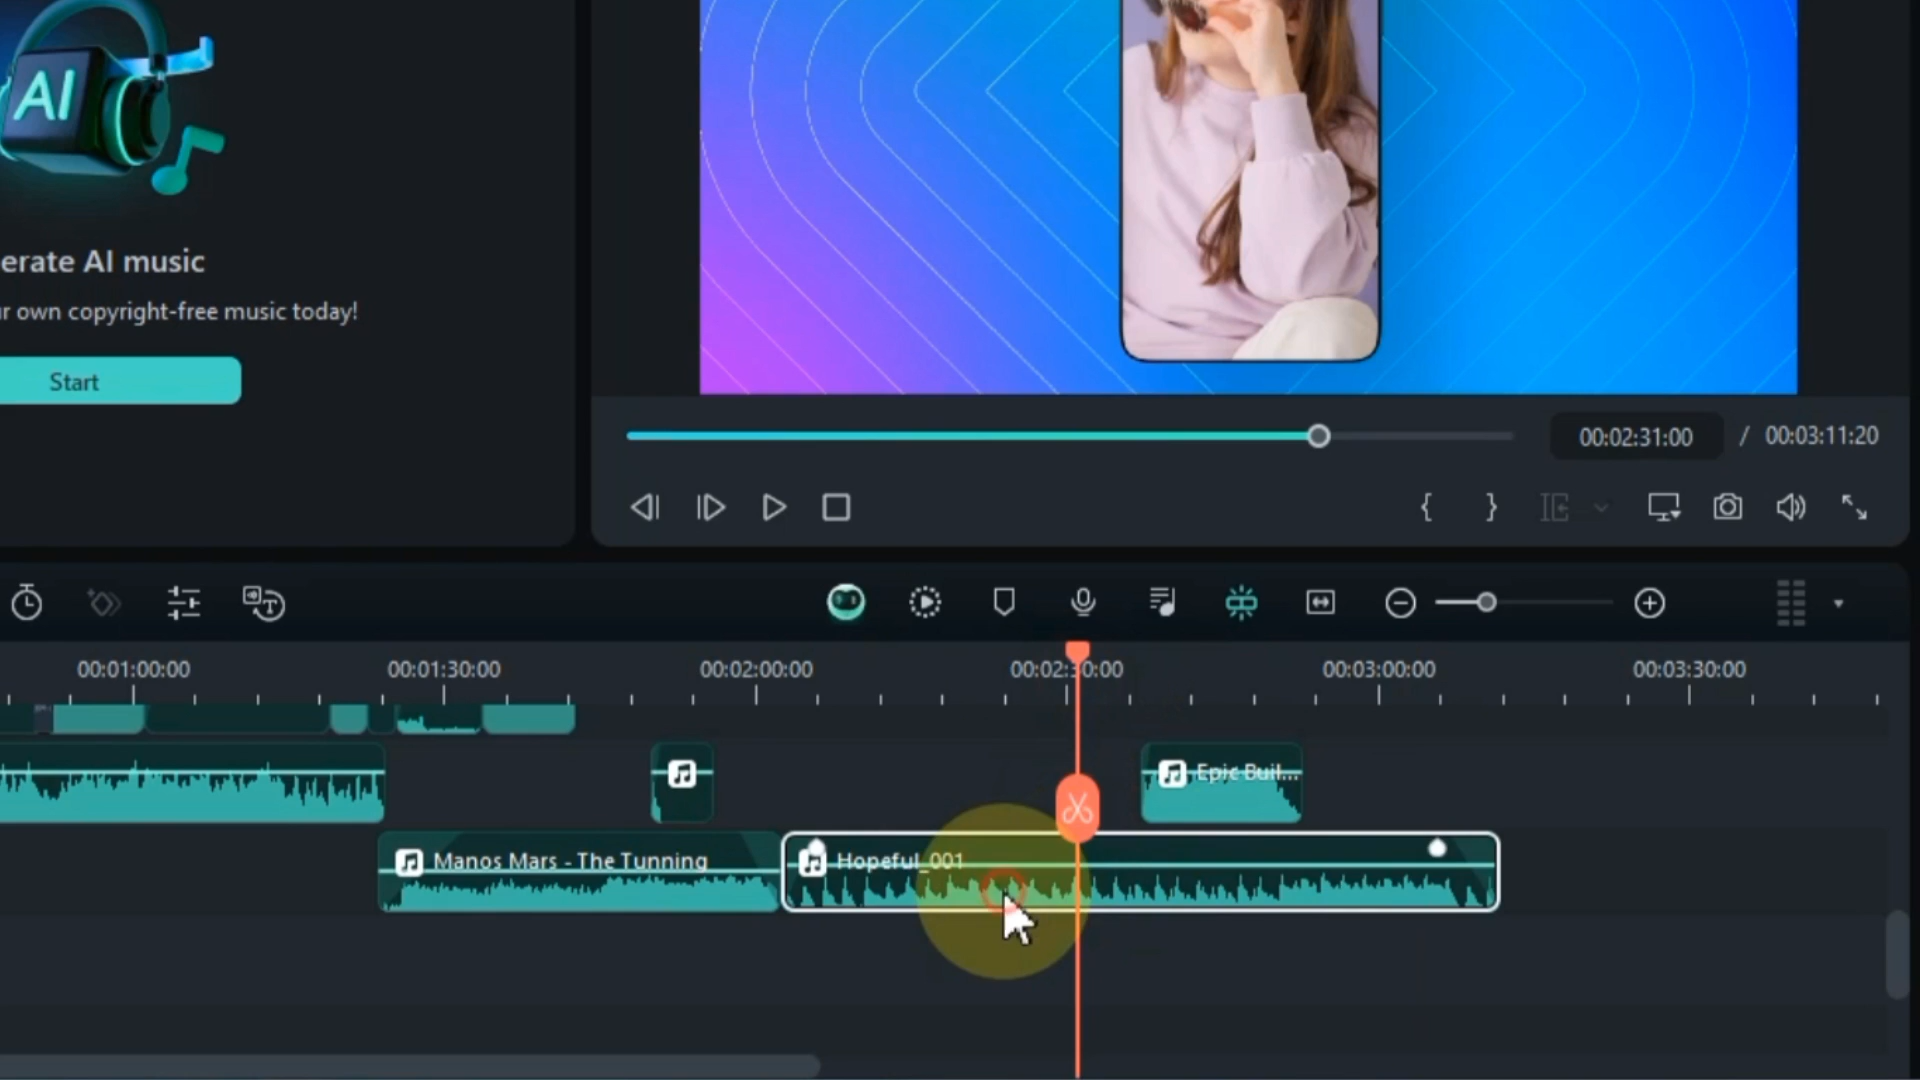 AI
erate AI music
r own copyright-free music today!
Start
00:02:31:00 / 00:03:11:20
00:01:00:00 00:01:30:00 00:02:00:00 00:02:30:00 00:03:00:00 00:03:30:00
Epic Buil...
Manos Mars - The Tunning
Hopeful_001